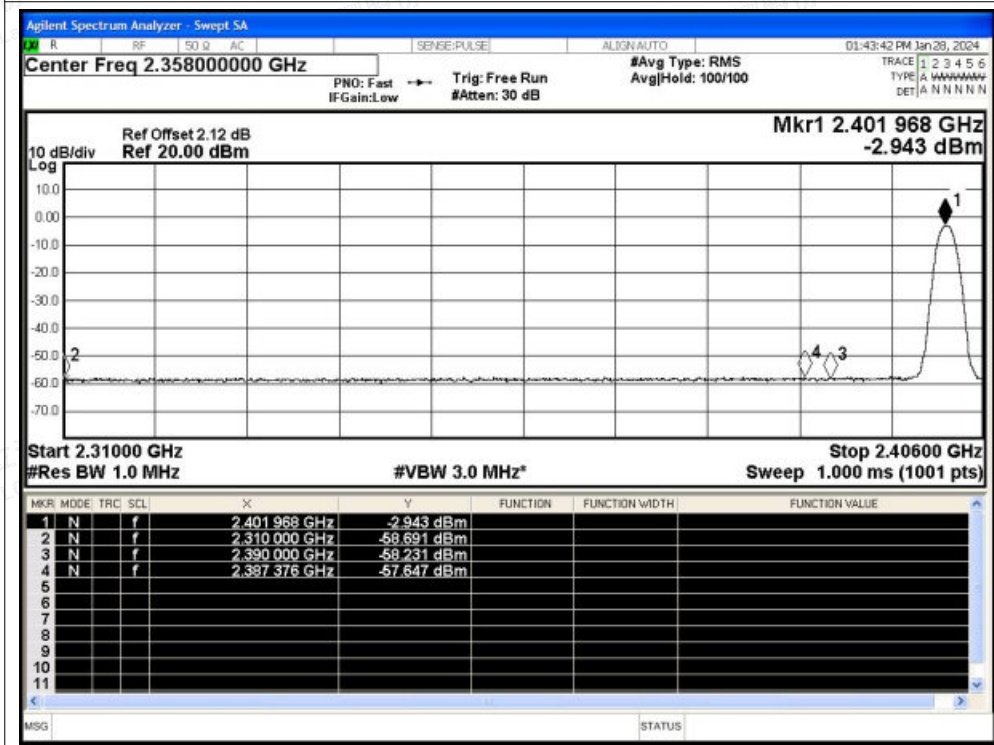 Agilent Spectrum Analyzer - Swept SA
R RF 50 Ω AC SENSE:PULSE ALIGN AUTO 01:43:42 PM Jan 28, 2024
Center Freq 2.358000000 GHz
PNO: Fast
IFGain:Low
Trig: Free Run
#Atten: 30 dB
#Avg Type: RMS
Avg|Hold: 100/100
TRACE 1 2 3 4 5 6
TYPE A WWWWW
DET A N N N N N
Mkr1 2.401 968 GHz
-2.943 dBm
Ref Offset 2.12 dB
10 dB/div Ref 20.00 dBm
Log
10.0
0.00
-10.0
-20.0
-30.0
-40.0
-50.0
-60.0
-70.0
1
2
4 3
Start 2.31000 GHz Stop 2.40600 GHz
#Res BW 1.0 MHz #VBW 3.0 MHz* Sweep 1.000 ms (1001 pts)
MKR MODE TRC SCL X Y FUNCTION FUNCTION WIDTH FUNCTION VALUE
1 N f 2.401 968 GHz -2.943 dBm
2 N f 2.310 000 GHz -58.691 dBm
3 N f 2.390 000 GHz -58.231 dBm
4 N f 2.387 376 GHz -57.647 dBm
5
6
7
8
9
10
11
MSG STATUS